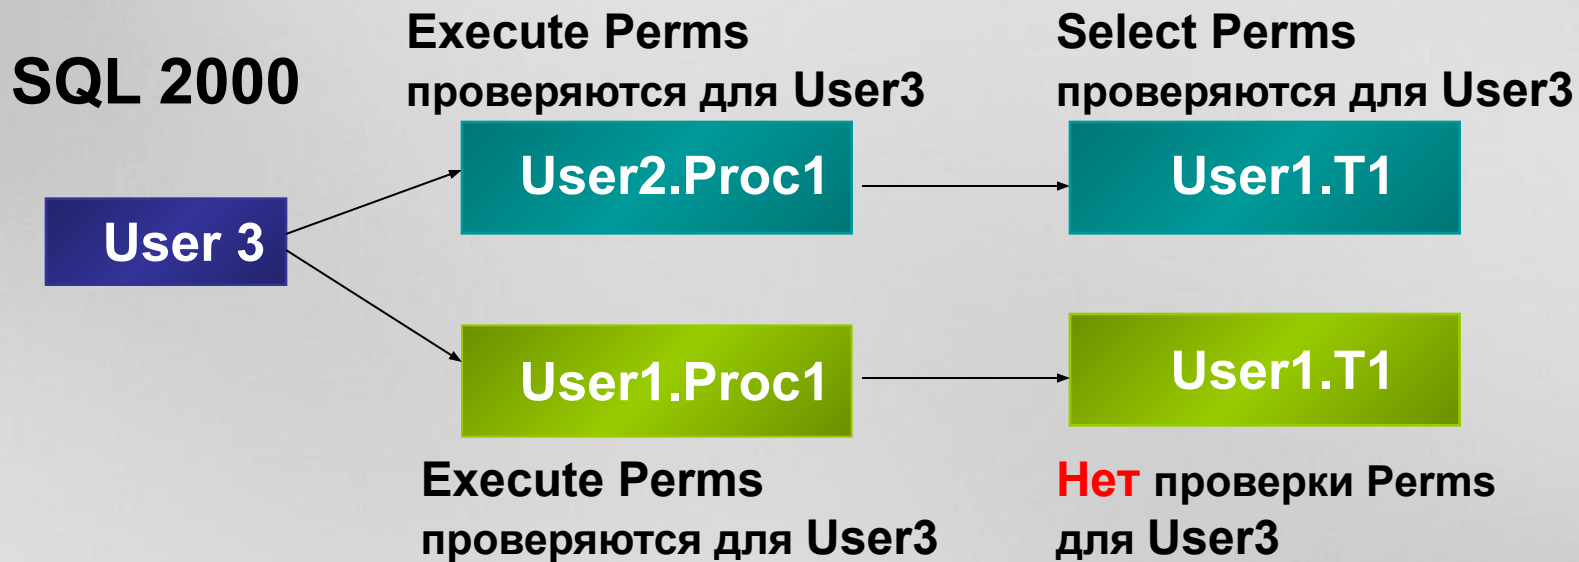 SQL 2000
Execute Perms
проверяются для User3
Select Perms
проверяются для User3
User 3
User2.Proc1
User1.T1
User1.Proc1
User1.T1
Execute Perms
проверяются для User3
Нет проверки Perms
для User3